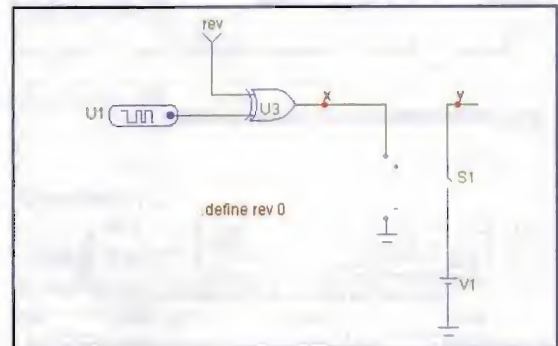 rev
U1
U3
x
y
S1
.define rev 0
V1